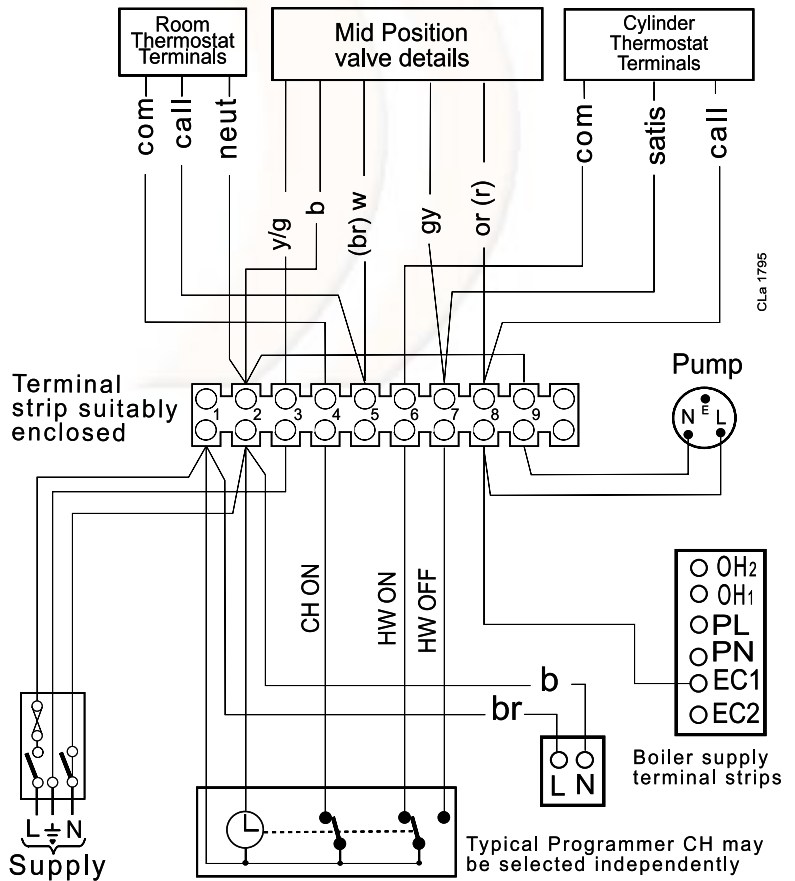 Room
Thermostat
Terminals
Mid Position
valve details
Cylinder
Thermostat
Terminals
com
call
neut
y/g
b
(br) w
gy
or (r)
com
satis
call
CLa 1795
Terminal
strip suitably
enclosed
1
2
3
4
5
6
7
8
9
Pump
N E L
CH ON
HW ON
HW OFF
OH2
OH1
PL
PN
EC1
EC2
Boiler supply
terminal strips
b
br
L N
L N
Supply
Typical Programmer CH may
be selected independently